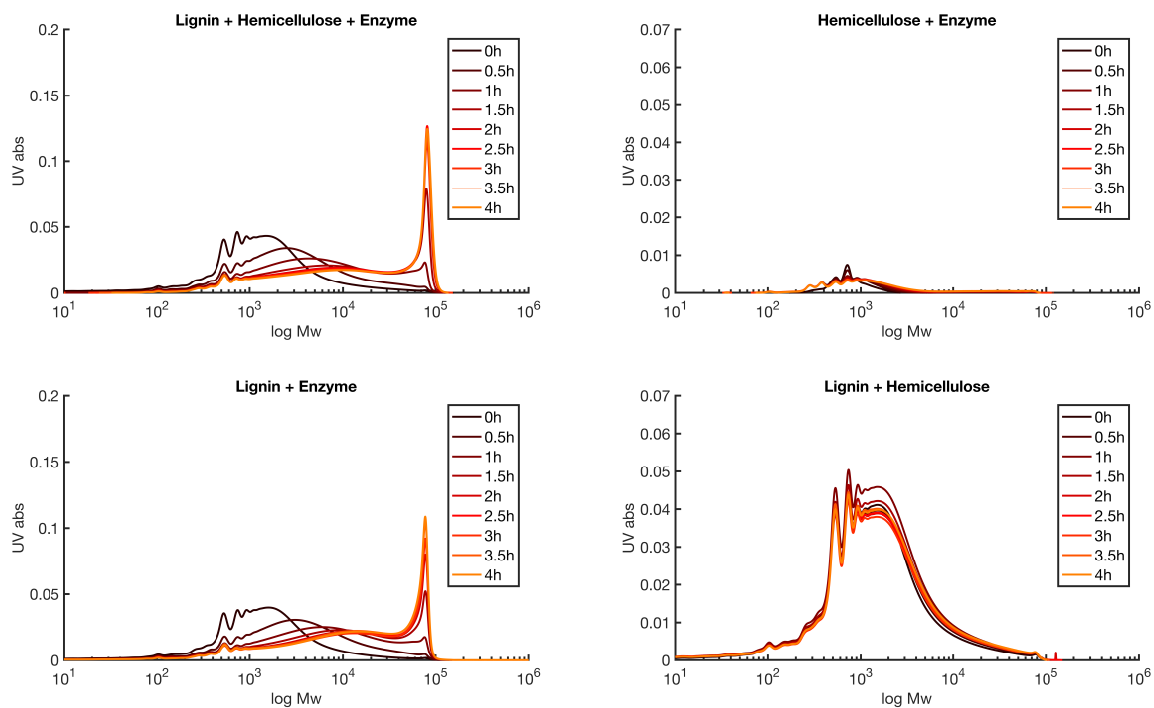 Lignin + Hemicellulose + Enzyme
0.2
0.15
0.1
0.05
0
UV abs
10^1
10^2
10^3
10^4
10^5
10^6
log Mw
0h
0.5h
1h
1.5h
2h
2.5h
3h
3.5h
4h
Hemicellulose + Enzyme
0.07
0.06
0.05
0.04
0.03
0.02
0.01
0
UV abs
10^1
10^2
10^3
10^4
10^5
10^6
log Mw
0h
0.5h
1h
1.5h
2h
2.5h
3h
3.5h
4h
Lignin + Enzyme
0.2
0.15
0.1
0.05
0
UV abs
10^1
10^2
10^3
10^4
10^5
10^6
log Mw
0h
0.5h
1h
1.5h
2h
2.5h
3h
3.5h
4h
Lignin + Hemicellulose
0.07
0.06
0.05
0.04
0.03
0.02
0.01
0
UV abs
10^1
10^2
10^3
10^4
10^5
10^6
log Mw
0h
0.5h
1h
1.5h
2h
2.5h
3h
3.5h
4h